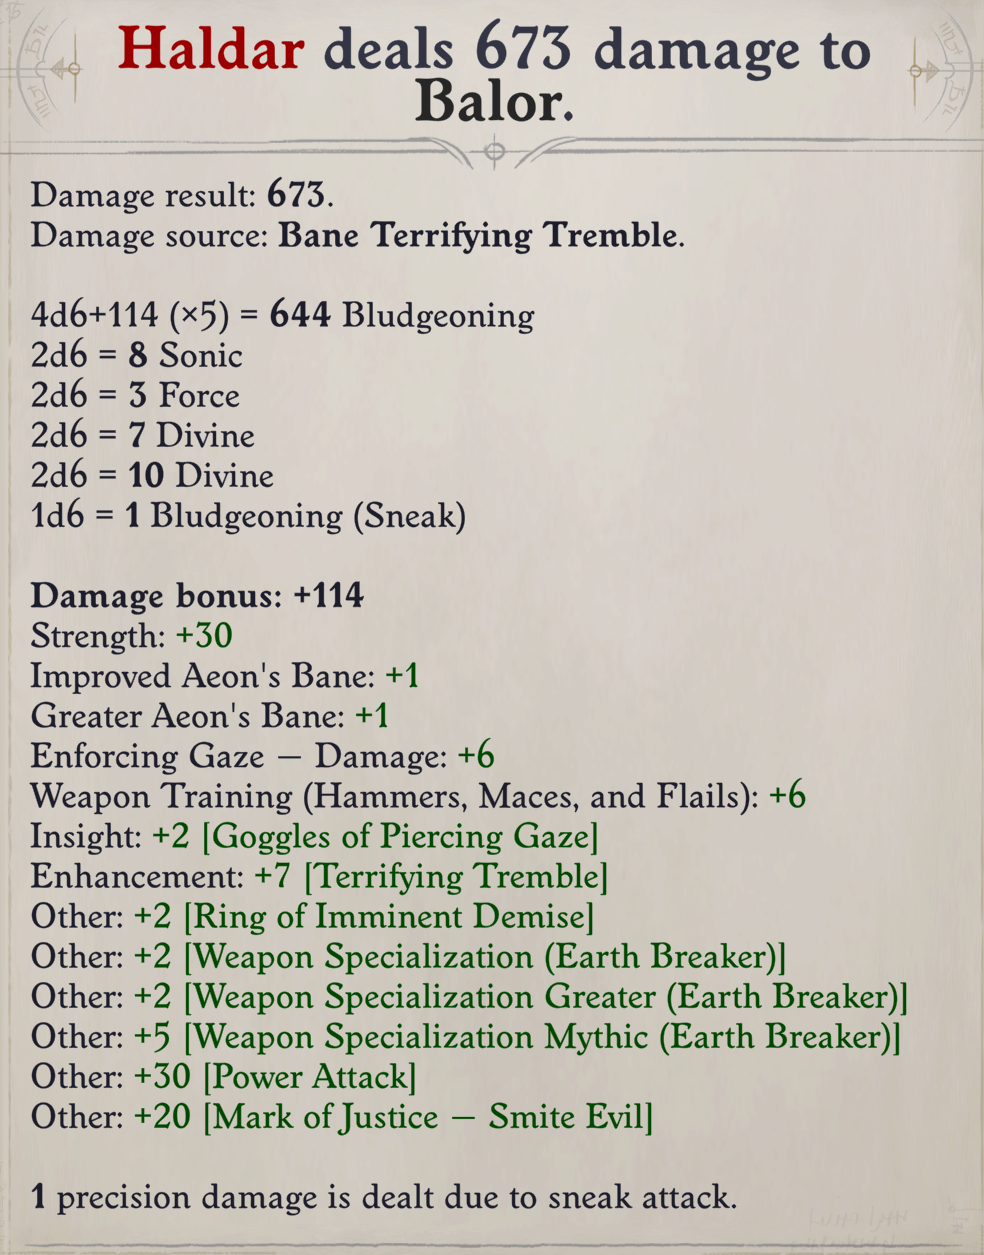 Haldar deals 673 damage to
Balor.
Damage result: 673.
Damage source: Bane Terrifying Tremble.
4d6+114 (×5) = 644 Bludgeoning
2d6 = 8 Sonic
2d6 = 3 Force
2d6 = 7 Divine
2d6 = 10 Divine
1d6 = 1 Bludgeoning (Sneak)
Damage bonus: +114
Strength: +30
Improved Aeon's Bane: +1
Greater Aeon's Bane: +1
Enforcing Gaze — Damage: +6
Weapon Training (Hammers, Maces, and Flails): +6
Insight: +2 [Goggles of Piercing Gaze]
Enhancement: +7 [Terrifying Tremble]
Other: +2 [Ring of Imminent Demise]
Other: +2 [Weapon Specialization (Earth Breaker)]
Other: +2 [Weapon Specialization Greater (Earth Breaker)]
Other: +5 [Weapon Specialization Mythic (Earth Breaker)]
Other: +30 [Power Attack]
Other: +20 [Mark of Justice — Smite Evil]
1 precision damage is dealt due to sneak attack.